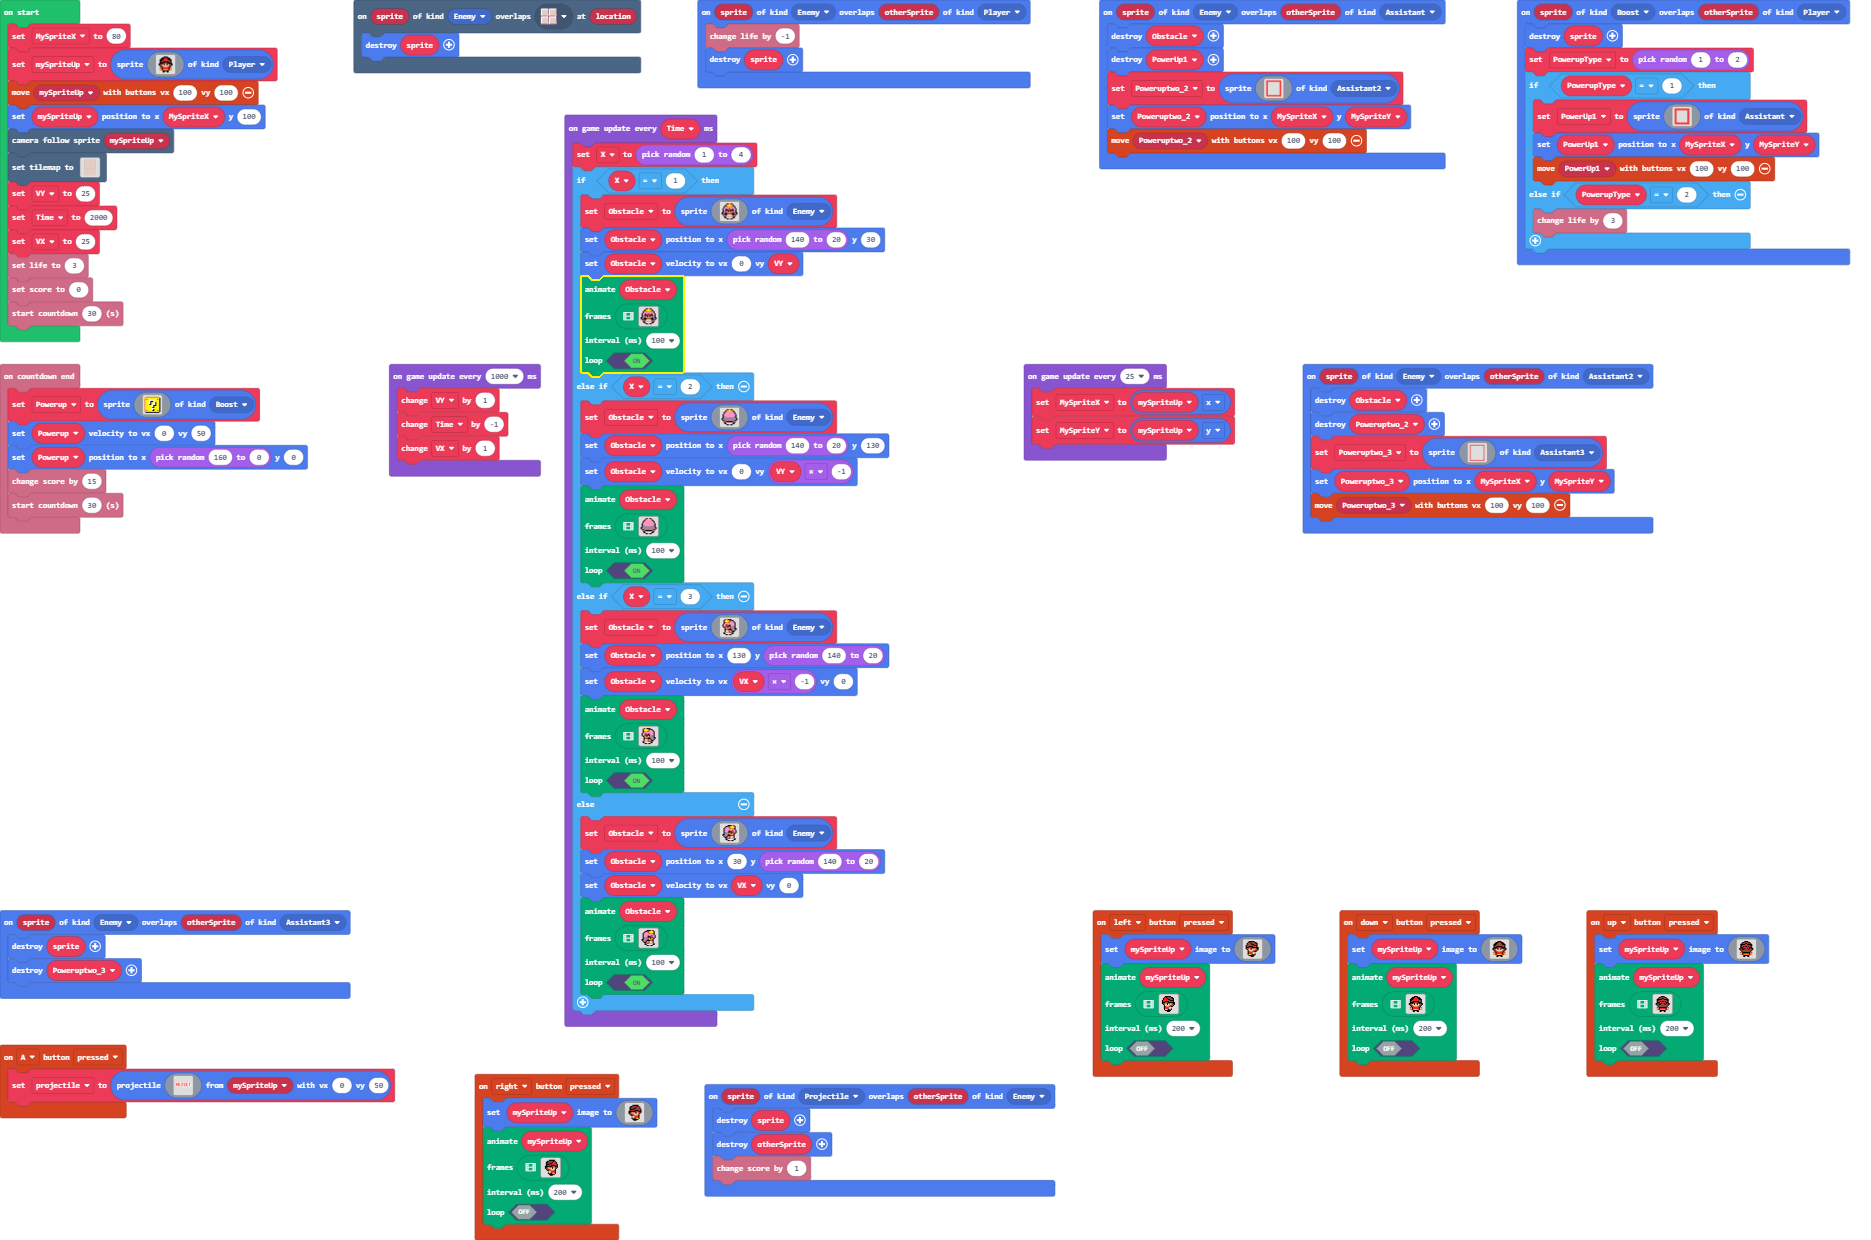 on start
set MySpriteX to 80
set mySpriteUp to sprite of kind Player
move mySpriteUp with buttons vx 100 vy 100
set mySpriteUp position to x MySpriteX y 100
camera follow sprite mySpriteUp
set tilemap to
set VY to 25
set Time to 2000
set VX to 25
set life to 3
set score to 0
start countdown 30 (s)
on sprite of kind Enemy overlaps at location
destroy sprite
on sprite of kind Enemy overlaps otherSprite of kind Player
change life by -1
destroy sprite
on sprite of kind Enemy overlaps otherSprite of kind Assistant
destroy Obstacle
destroy PowerUp1
set Poweruptwo_2 to sprite of kind Assistant2
set Poweruptwo_2 position to x MySpriteX y MySpriteY
move Poweruptwo_2 with buttons vx 100 vy 100
on sprite of kind Boost overlaps otherSprite of kind Player
destroy sprite
set PowerupType to pick random 1 to 2
if PowerupType = 1 then
set PowerUp1 to sprite of kind Assistant
set PowerUp1 position to x MySpriteX y MySpriteY
move PowerUp1 with buttons vx 100 vy 100
else if PowerupType = 2 then
change life by 3
on game update every Time ms
set X to pick random 1 to 4
if X = 1 then
set Obstacle to sprite of kind Enemy
set Obstacle position to x pick random 140 to 20 y 30
set Obstacle velocity to vx 0 vy VY
animate Obstacle
frames
interval (ms) 100
loop ON
else if X = 2 then
set Obstacle to sprite of kind Enemy
set Obstacle position to x pick random 140 to 20 y 130
set Obstacle velocity to vx 0 vy VY × -1
animate Obstacle
frames
interval (ms) 100
loop ON
else if X = 3 then
set Obstacle to sprite of kind Enemy
set Obstacle position to x 130 y pick random 140 to 20
set Obstacle velocity to vx VX × -1 vy 0
animate Obstacle
frames
interval (ms) 100
loop ON
else
set Obstacle to sprite of kind Enemy
set Obstacle position to x 30 y pick random 140 to 20
set Obstacle velocity to vx VX vy 0
animate Obstacle
frames
interval (ms) 100
loop ON
on countdown end
set Powerup to sprite of kind Boost
set Powerup velocity to vx 0 vy 50
set Powerup position to x pick random 160 to 0 y 0
change score by 15
start countdown 30 (s)
on game update every 1000 ms
change VY by 1
change Time by -1
change VX by 1
on game update every 25 ms
set MySpriteX to mySpriteUp x
set MySpriteY to mySpriteUp y
on sprite of kind Enemy overlaps otherSprite of kind Assistant2
destroy Obstacle
destroy Poweruptwo_2
set Poweruptwo_3 to sprite of kind Assistant3
set Poweruptwo_3 position to x MySpriteX y MySpriteY
move Poweruptwo_3 with buttons vx 100 vy 100
on sprite of kind Enemy overlaps otherSprite of kind Assistant3
destroy sprite
destroy Poweruptwo_3
on A button pressed
set projectile to projectile from mySpriteUp with vx 0 vy 50
on right button pressed
set mySpriteUp image to
animate mySpriteUp
frames
interval (ms) 200
loop OFF
on sprite of kind Projectile overlaps otherSprite of kind Enemy
destroy sprite
destroy otherSprite
change score by 1
on left button pressed
set mySpriteUp image to
animate mySpriteUp
frames
interval (ms) 200
loop OFF
on down button pressed
set mySpriteUp image to
animate mySpriteUp
frames
interval (ms) 200
loop OFF
on up button pressed
set mySpriteUp image to
animate mySpriteUp
frames
interval (ms) 200
loop OFF